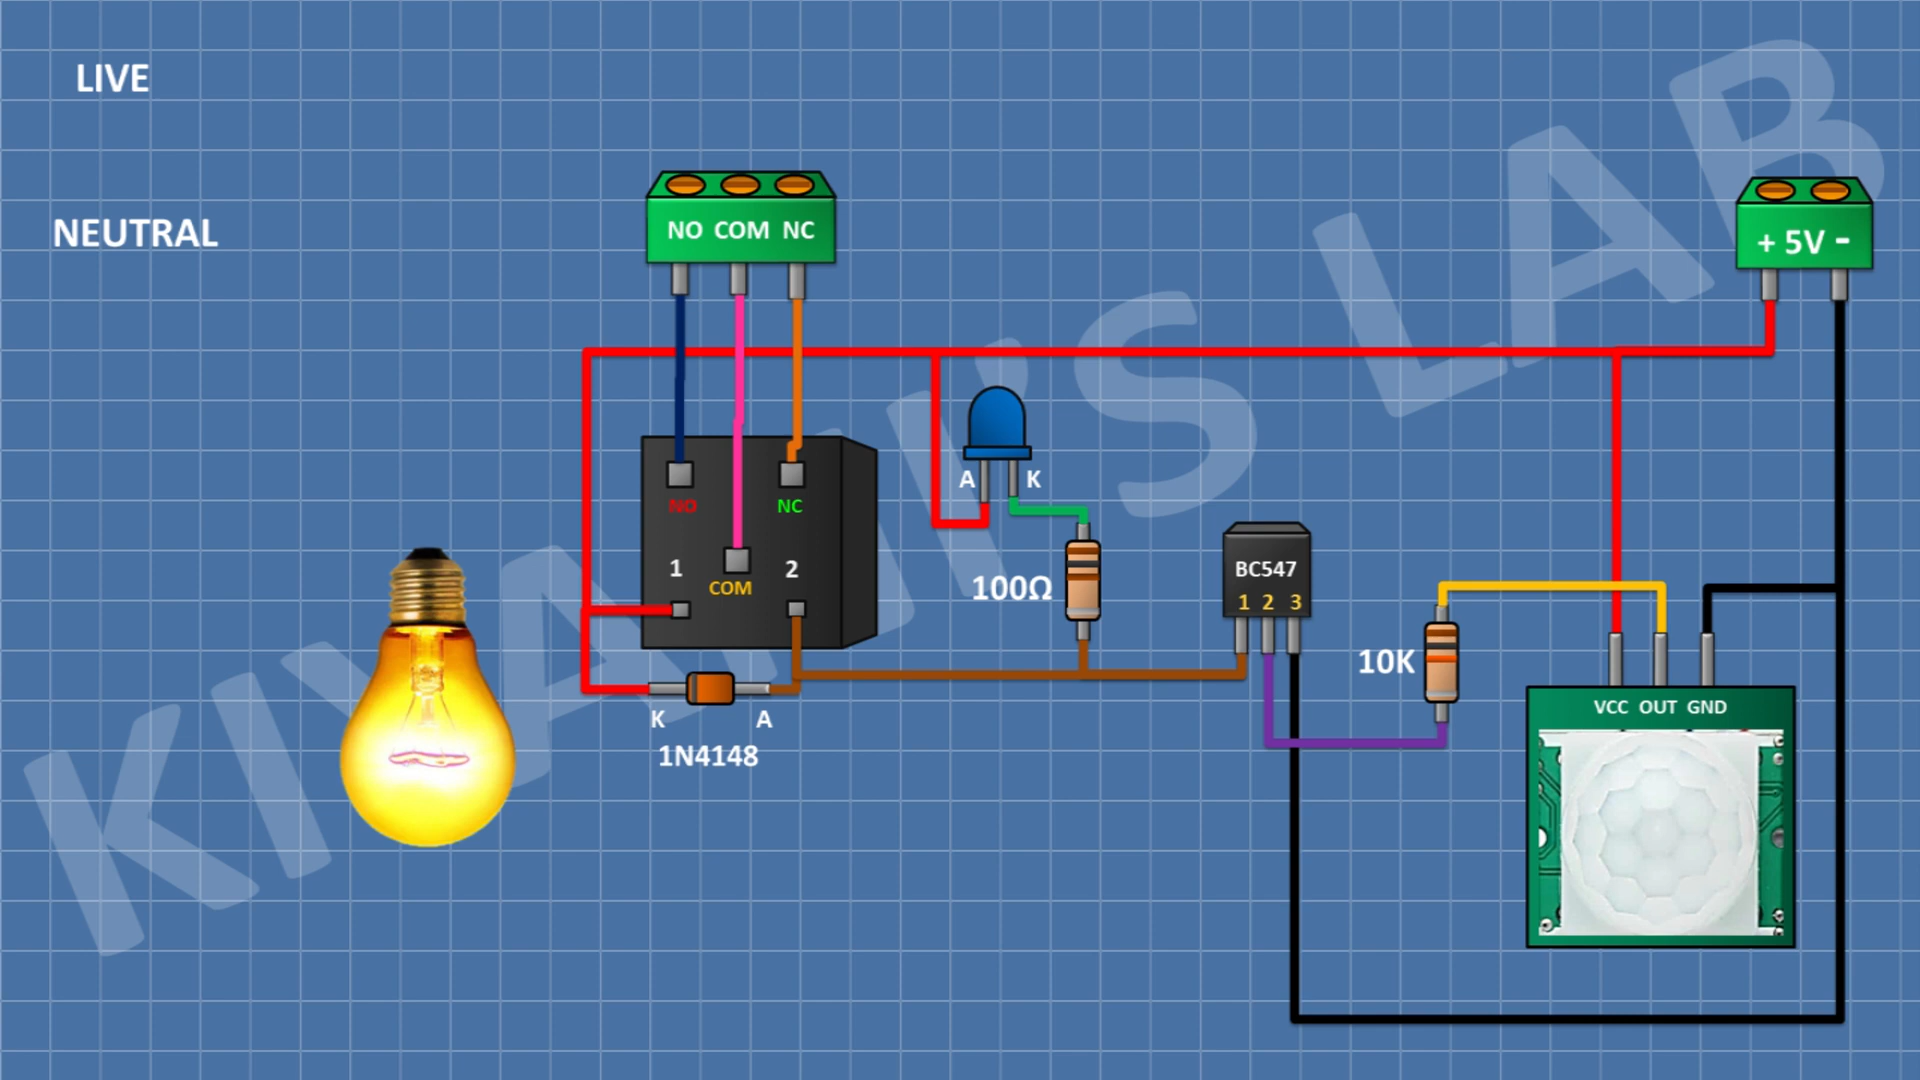 LIVE
NEUTRAL
NO COM NC
+ 5V -
NO NC
1 COM 2
A K
100Ω
BC547
1 2 3
10K
K A
1N4148
VCC OUT GND
KIYANI'S LAB